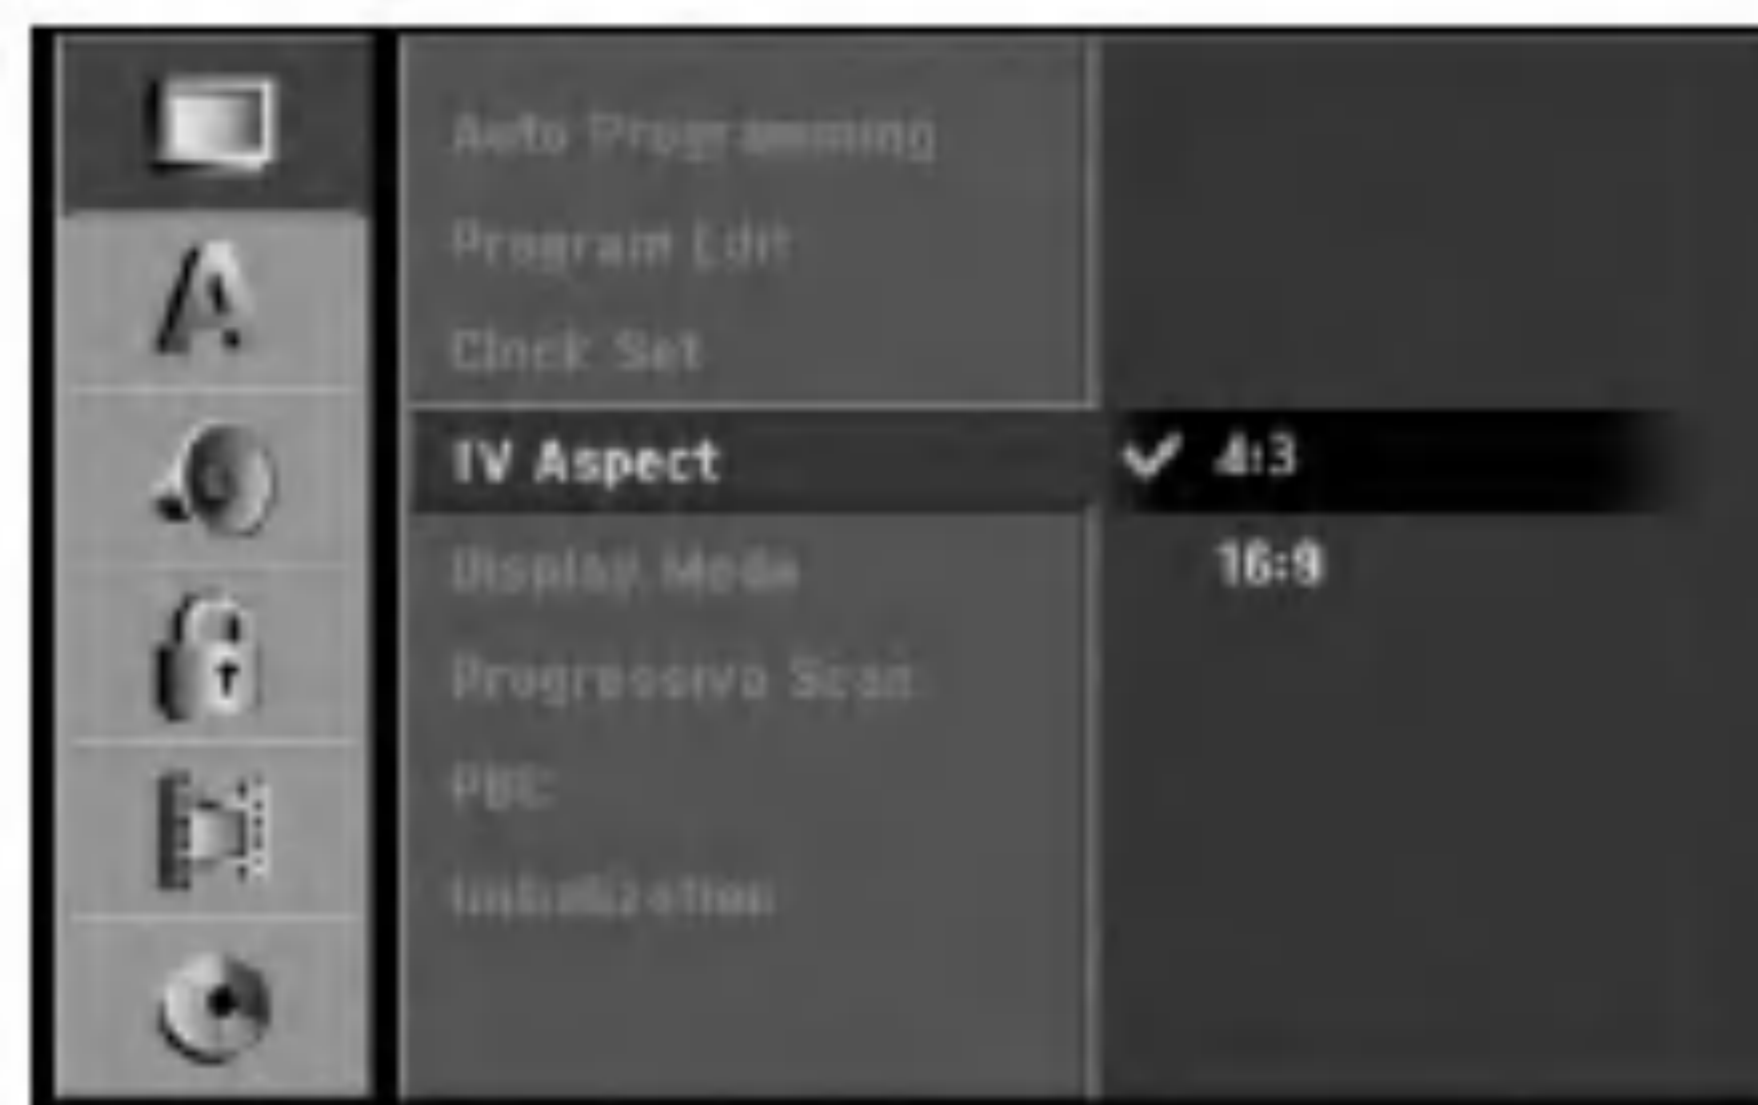 Auto Programming
Program Edit
Clock Set
TV Aspect
4:3
16:9
Display Mode
Progressive Scan
PBC
Initialization